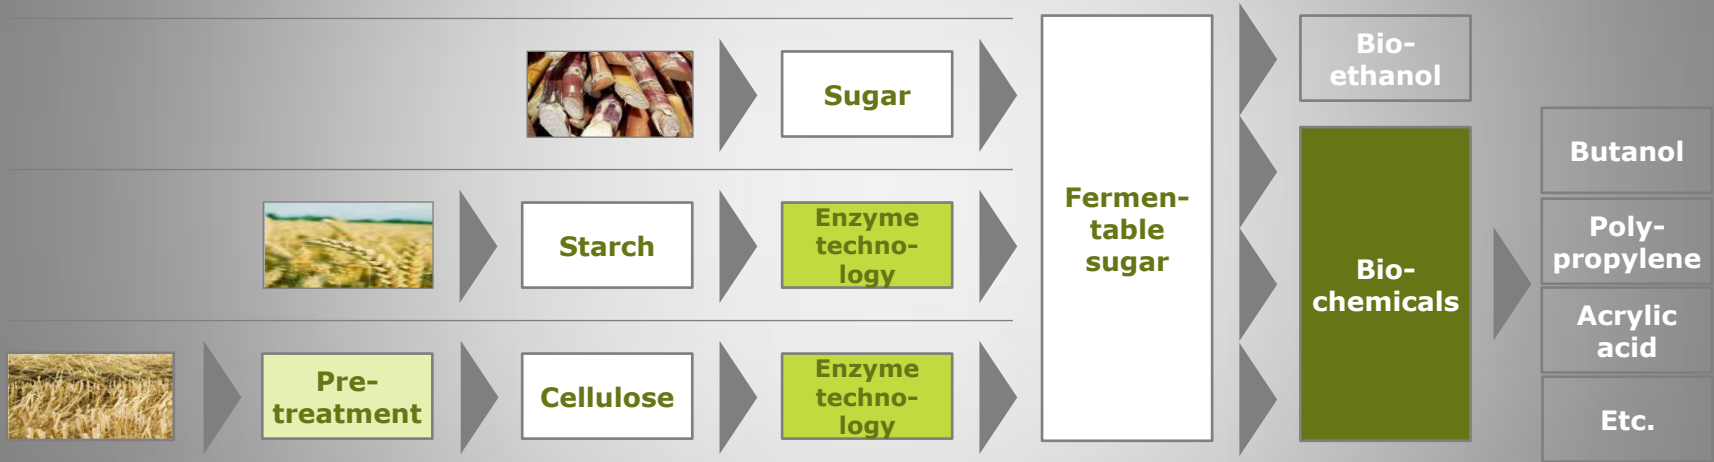 Sugar
Starch
Enzyme
techno-
logy
Pre-
treatment
Cellulose
Enzyme
techno-
logy
Fermen-
table
sugar
Bio-
ethanol
Bio-
chemicals
Butanol
Poly-
propylene
Acrylic
acid
Etc.